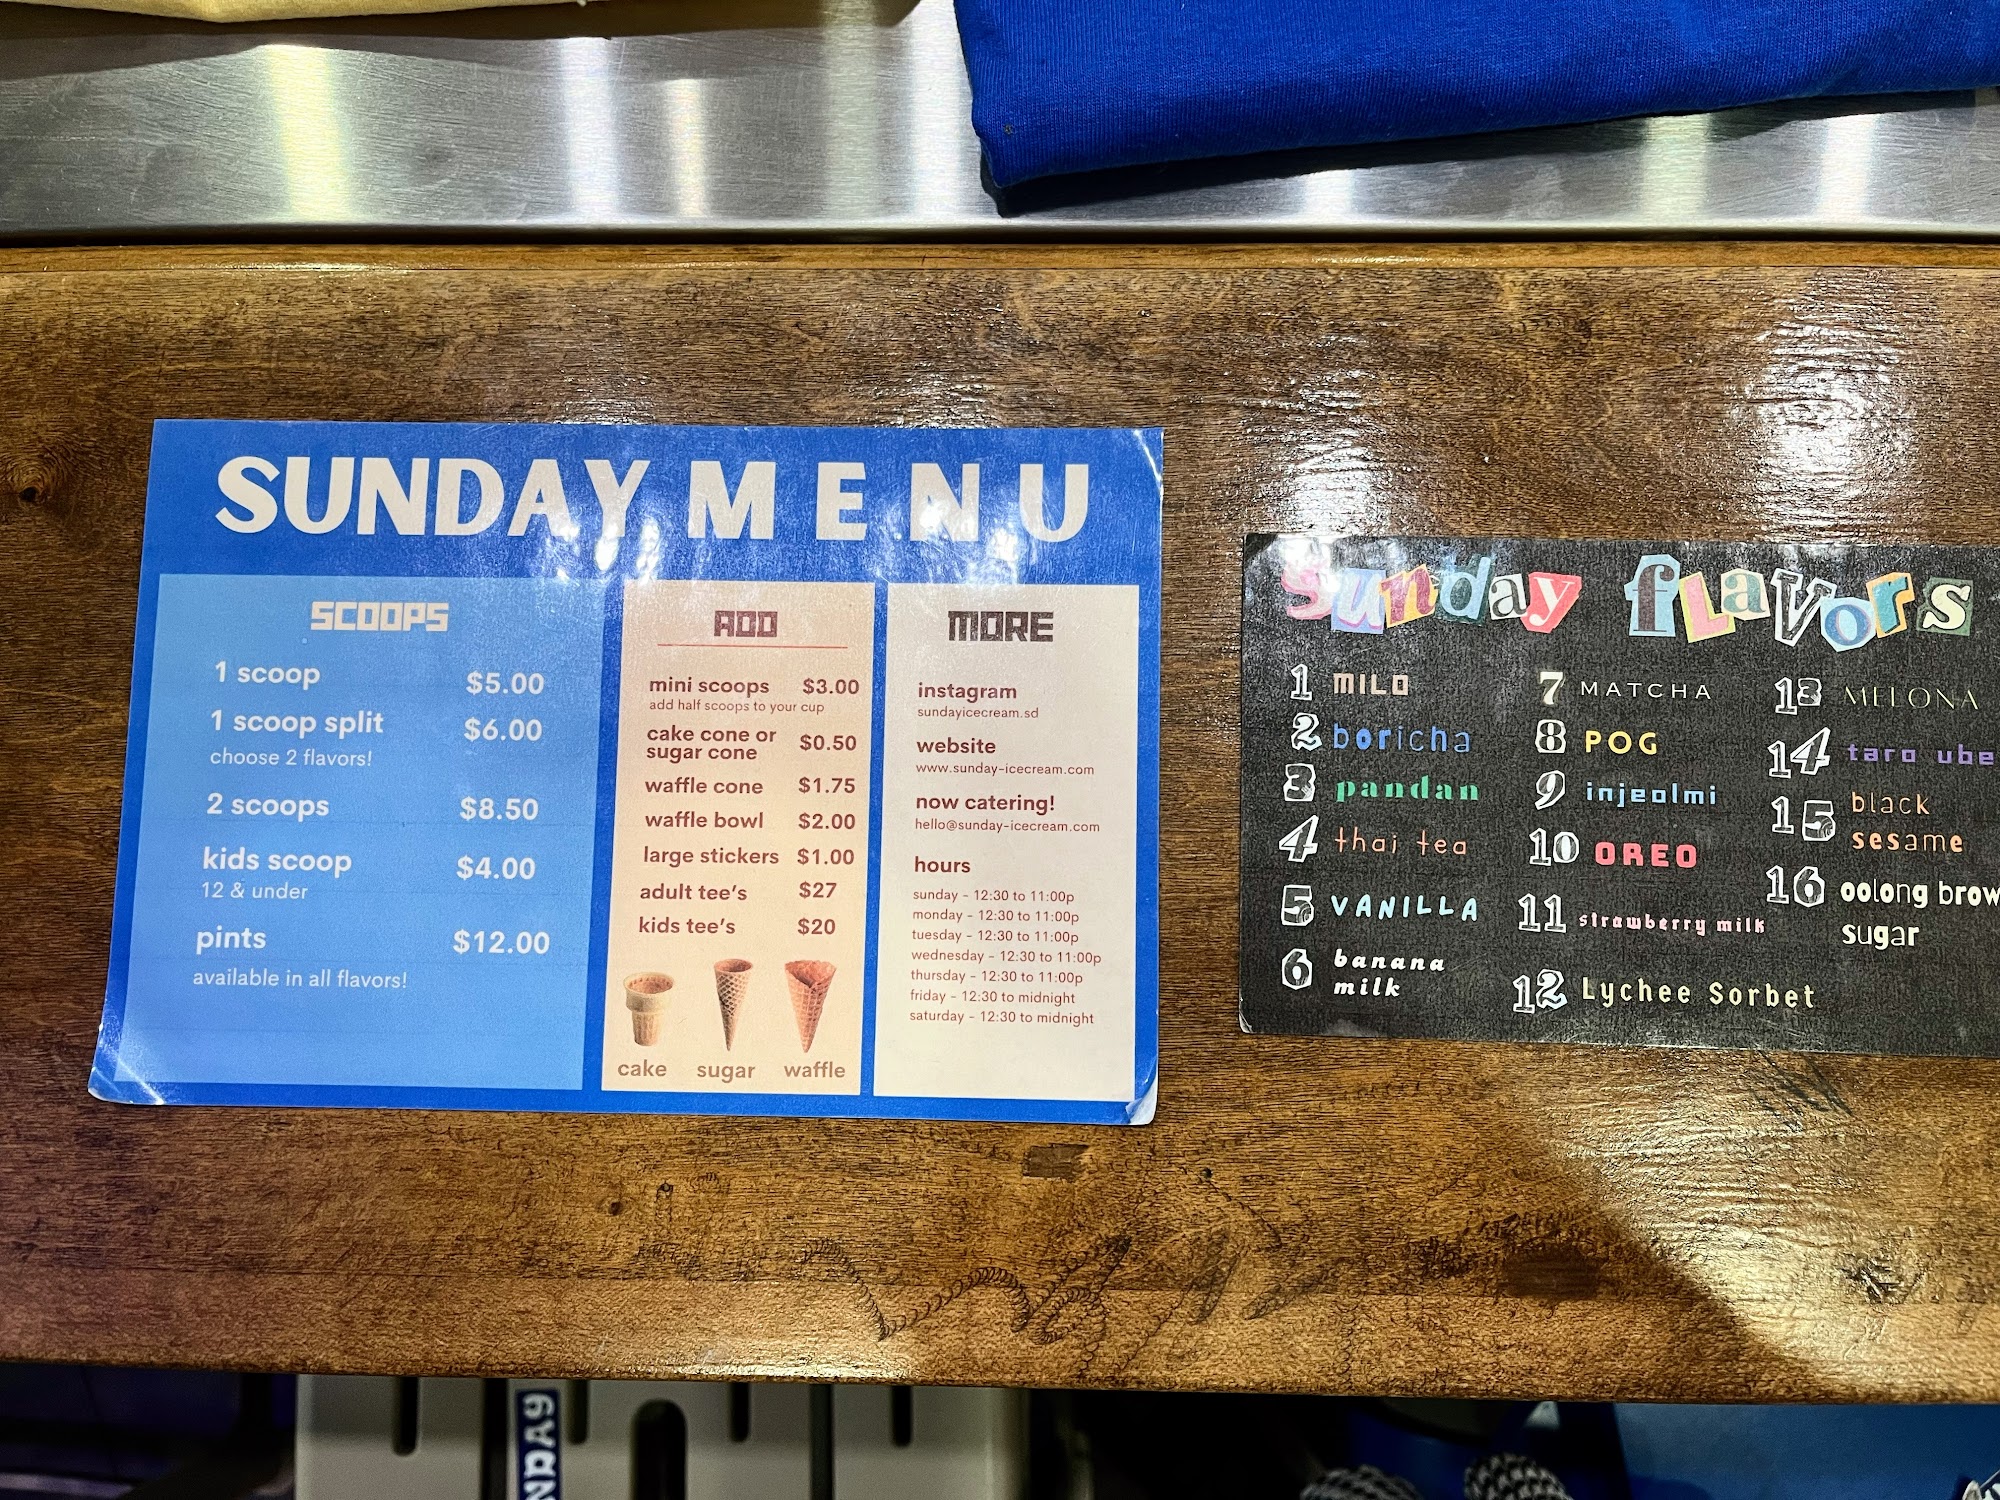 SUNDAY MENU
SCOOPS
1 scoop $5.00
1 scoop split $6.00
choose 2 flavors!
2 scoops $8.50
kids scoop $4.00
12 & under
pints $12.00
available in all flavors!
ADD
mini scoops $3.00
add half scoops to your cup
cake cone or
sugar cone $0.50
waffle cone $1.75
waffle bowl $2.00
large stickers $1.00
adult tee's $27
kids tee's $20
cake sugar waffle
MORE
instagram
sundayicecream.sd
website
www.sunday-icecream.com
now catering!
hello@sunday-icecream.com
hours
sunday - 12:30 to 11:00p
monday - 12:30 to 11:00p
tuesday - 12:30 to 11:00p
wednesday - 12:30 to 11:00p
thursday - 12:30 to 11:00p
friday - 12:30 to midnight
saturday - 12:30 to midnight
Sunday flavors
1 MILO
2 boricha
3 pandan
4 thai tea
5 VANILLA
6 banana
milk
7 MATCHA
8 POG
9 injeolmi
10 OREO
11 strawberry milk
12 Lychee Sorbet
13 MELONA
14 taro ube
15 black
sesame
16 oolong brow
sugar